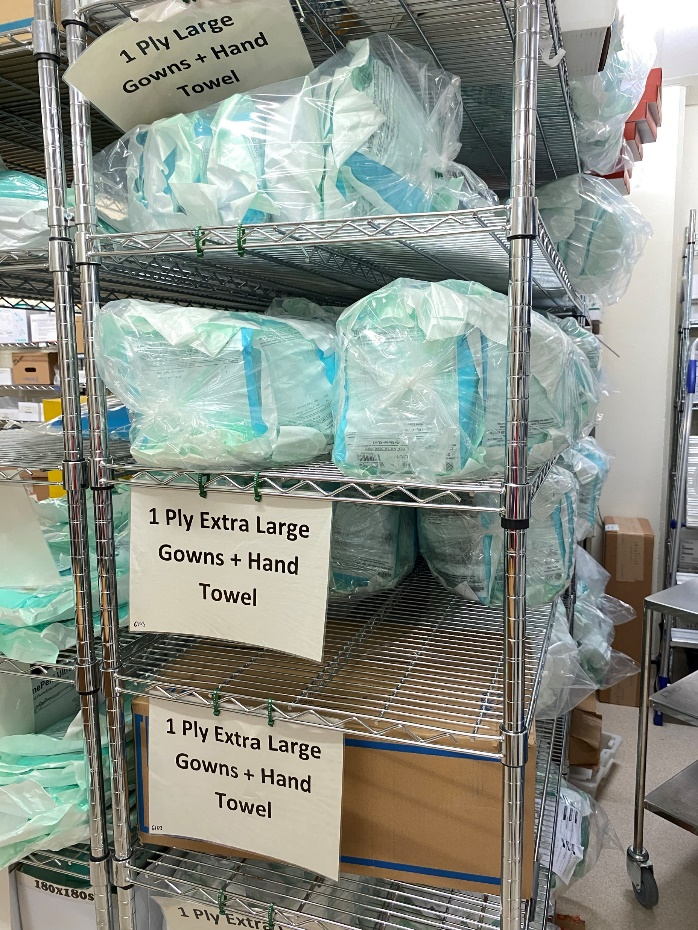 1 Ply Large
Gowns + Hand
Towel
1 Ply Extra Large
Gowns + Hand
Towel
1 Ply Extra Large
Gowns + Hand
Towel
180x180s
1 Ply Extra